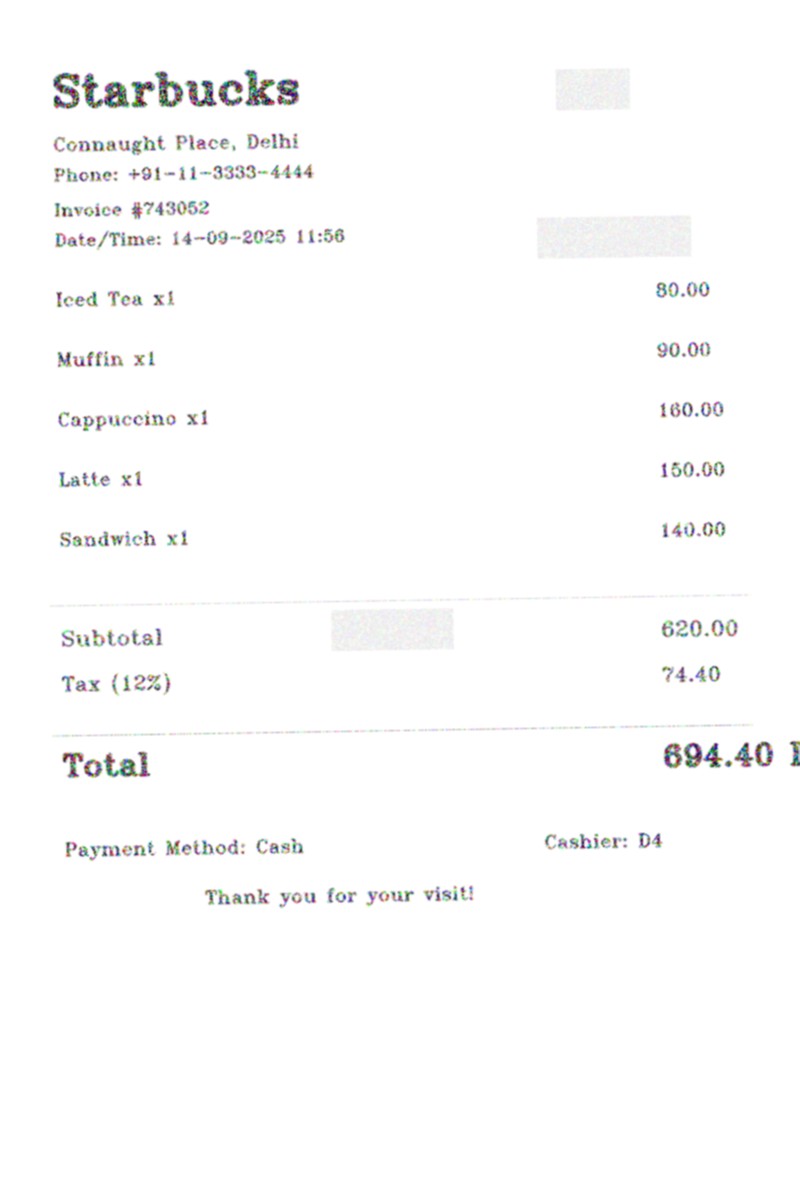 Starbucks
Connaught Place, Delhi
Phone: +91-11-3333-4444
Invoice #743052
Date/Time: 14-09-2025 11:56
Iced Tea x1 80.00
Muffin x1 90.00
Cappuccino x1 160.00
Latte x1 150.00
Sandwich x1 140.00
Subtotal 620.00
Tax (12%) 74.40
Total 694.40
Payment Method: Cash Cashier: D4
Thank you for your visit!